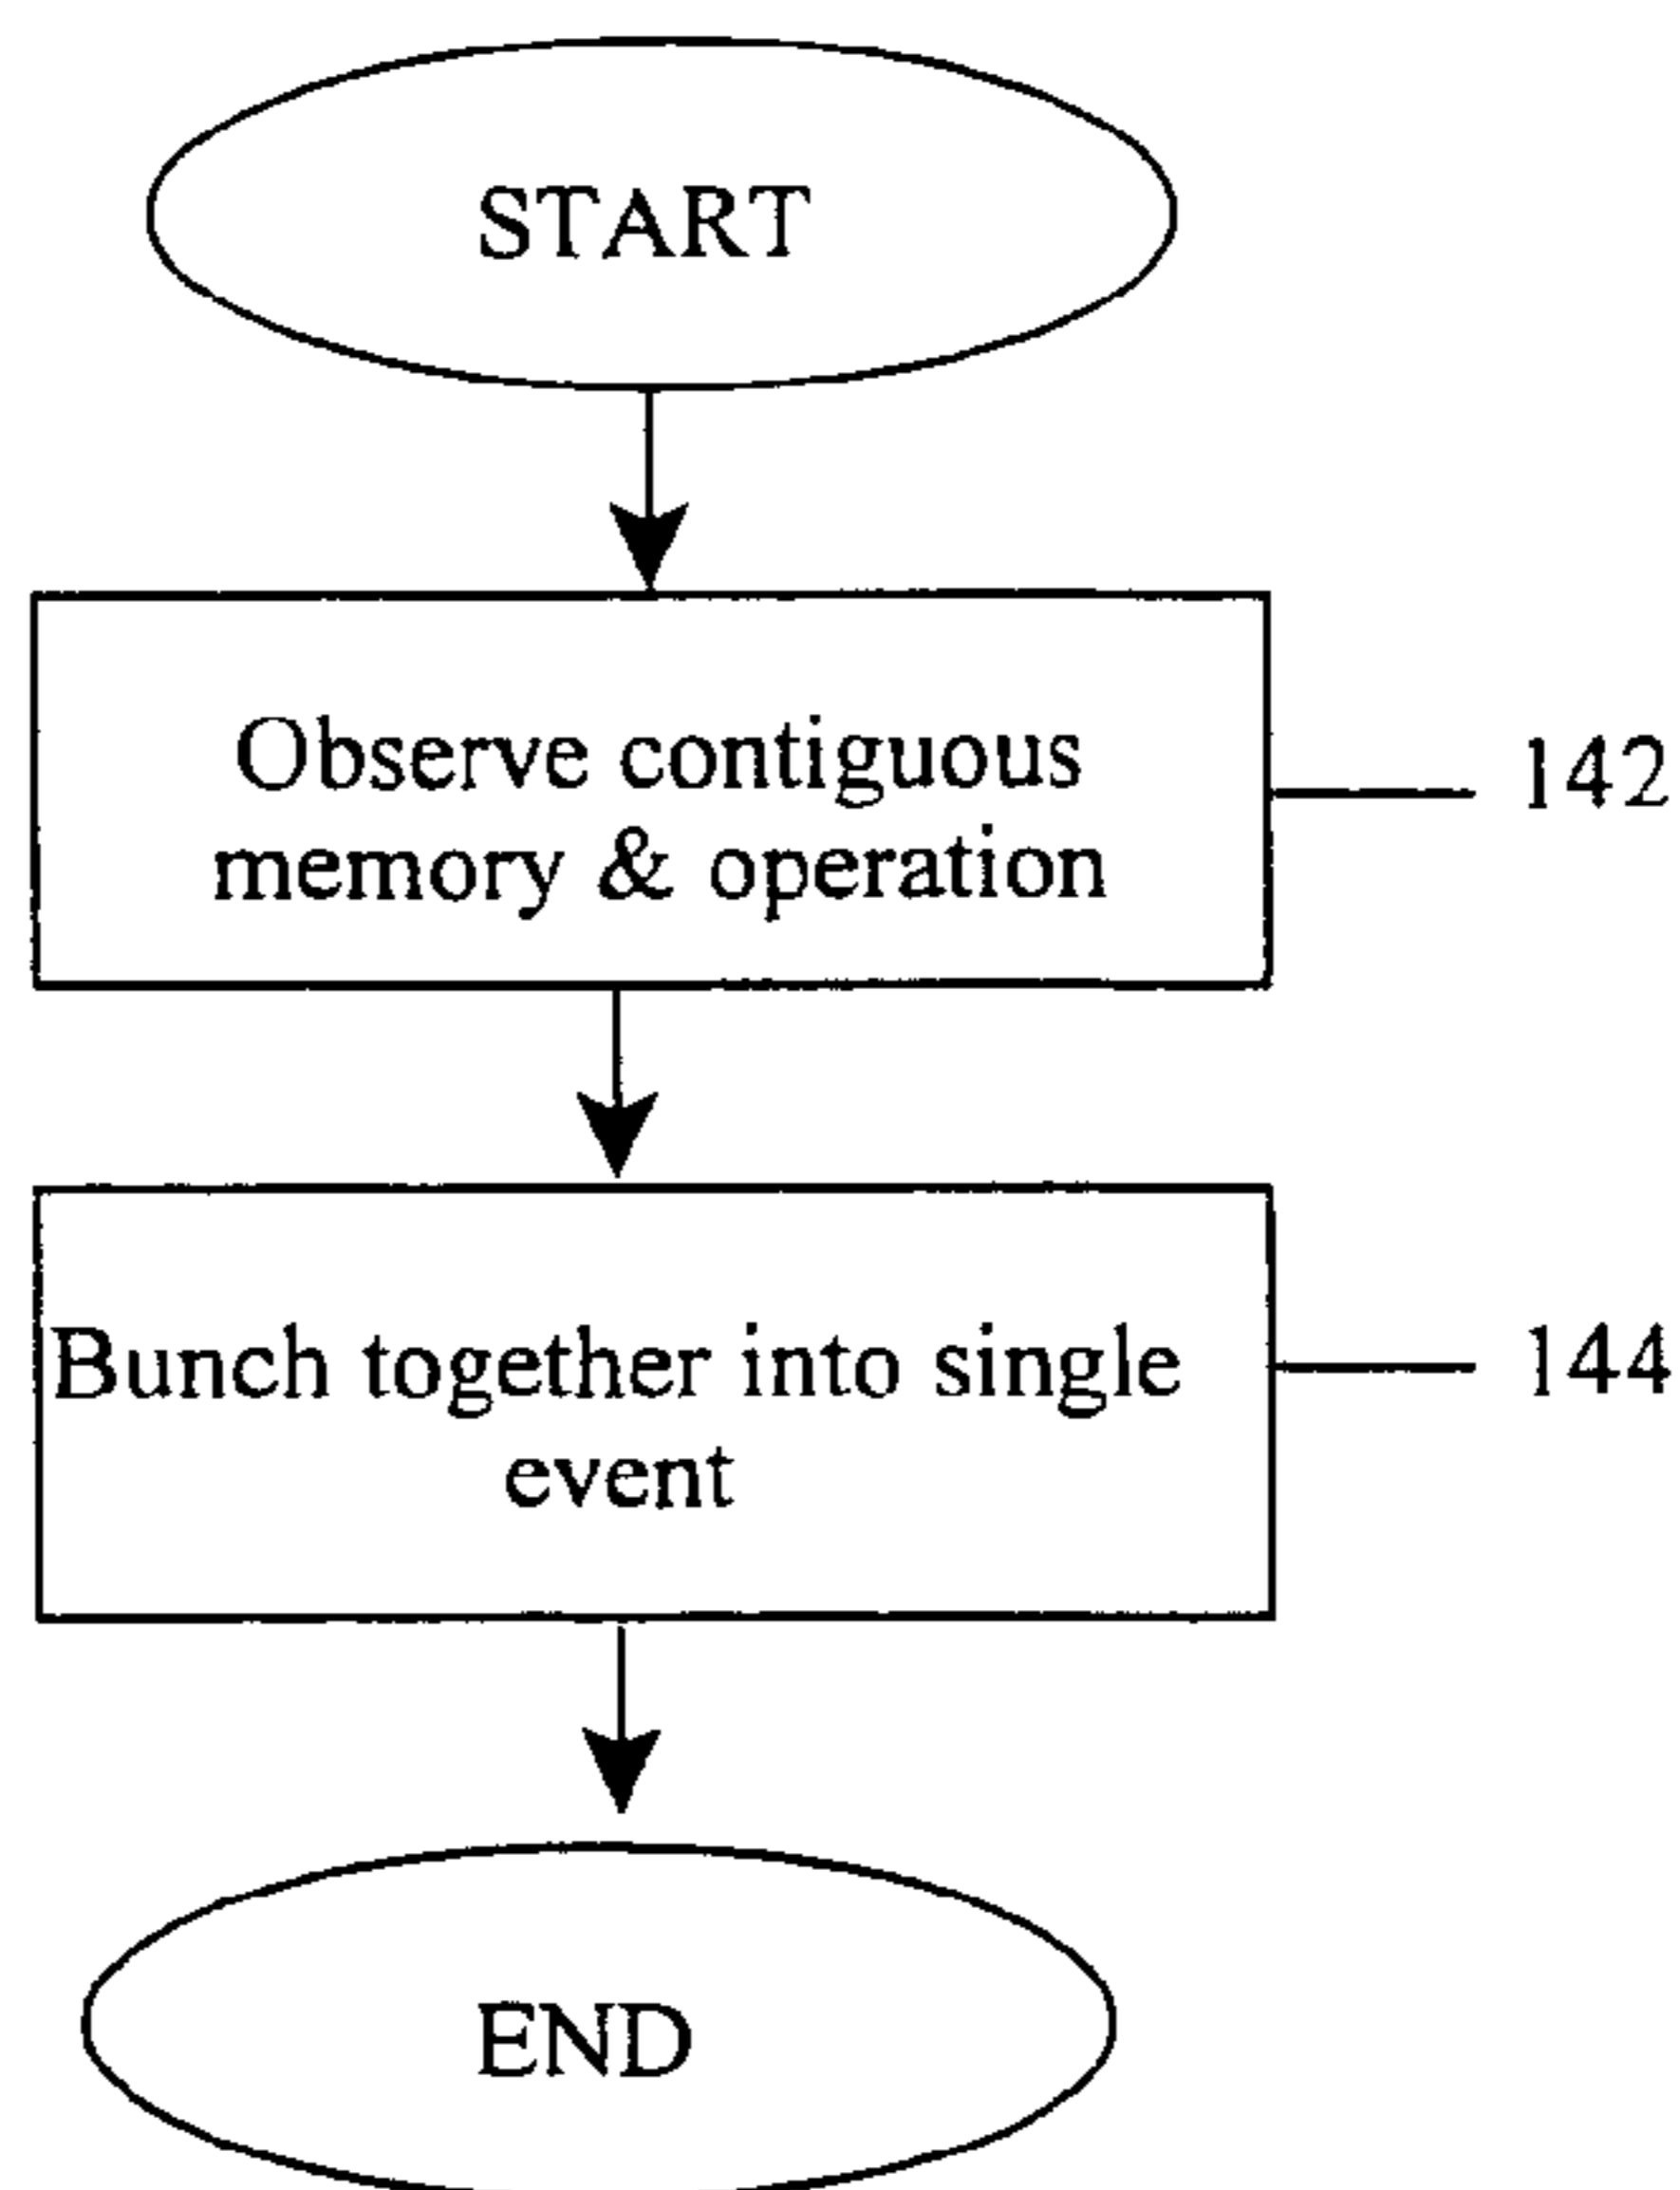 START
Observe contiguous
memory & operation
142
Bunch together into single
event
144
END